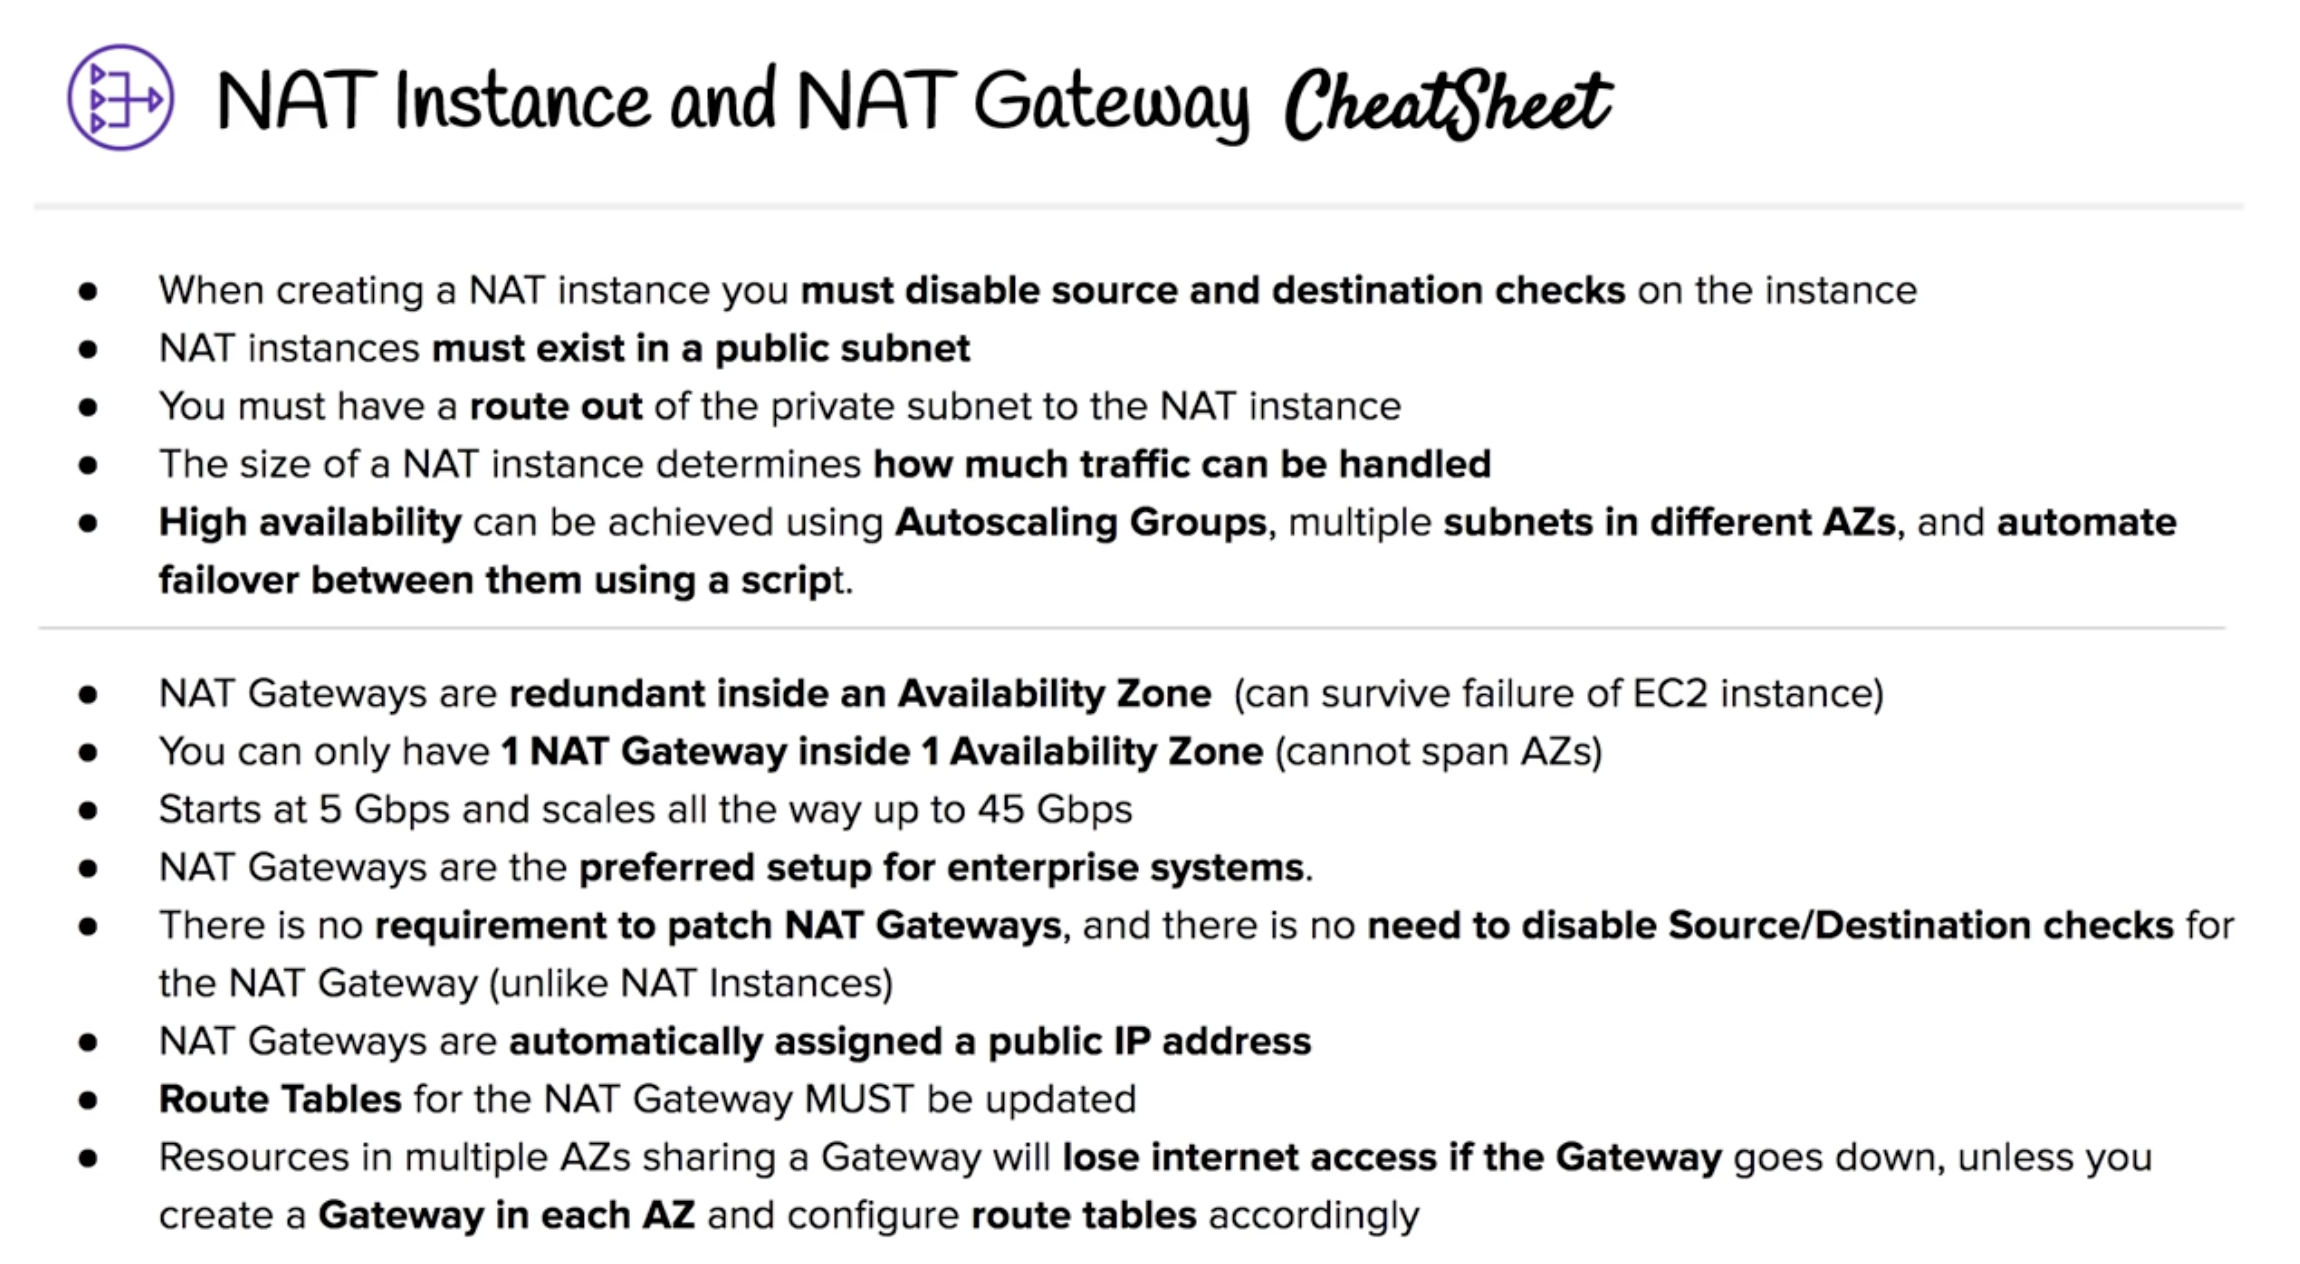 NAT Instance and NAT Gateway CheatSheet
● When creating a NAT instance you must disable source and destination checks on the instance
● NAT instances must exist in a public subnet
● You must have a route out of the private subnet to the NAT instance
● The size of a NAT instance determines how much traffic can be handled
● High availability can be achieved using Autoscaling Groups, multiple subnets in different AZs, and automate
failover between them using a script.
● NAT Gateways are redundant inside an Availability Zone (can survive failure of EC2 instance)
● You can only have 1 NAT Gateway inside 1 Availability Zone (cannot span AZs)
● Starts at 5 Gbps and scales all the way up to 45 Gbps
● NAT Gateways are the preferred setup for enterprise systems.
● There is no requirement to patch NAT Gateways, and there is no need to disable Source/Destination checks for
the NAT Gateway (unlike NAT Instances)
● NAT Gateways are automatically assigned a public IP address
● Route Tables for the NAT Gateway MUST be updated
● Resources in multiple AZs sharing a Gateway will lose internet access if the Gateway goes down, unless you
create a Gateway in each AZ and configure route tables accordingly